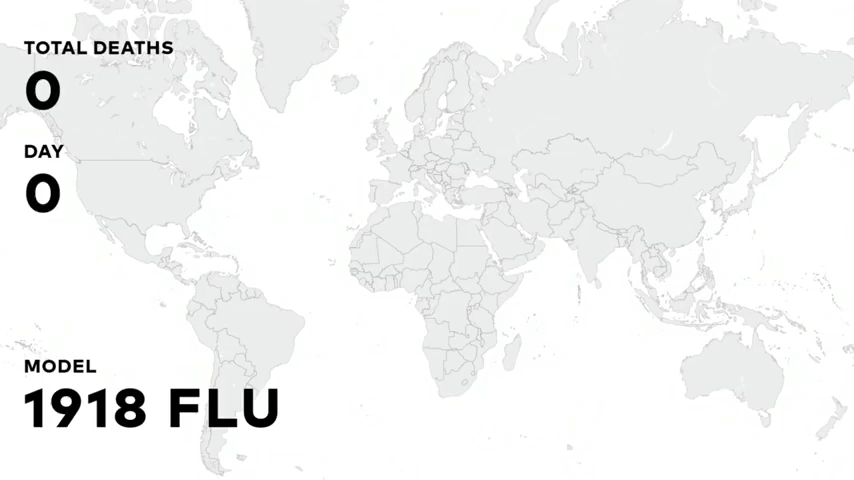 TOTAL DEATHS
0
DAY
0
MODEL
1918 FLU